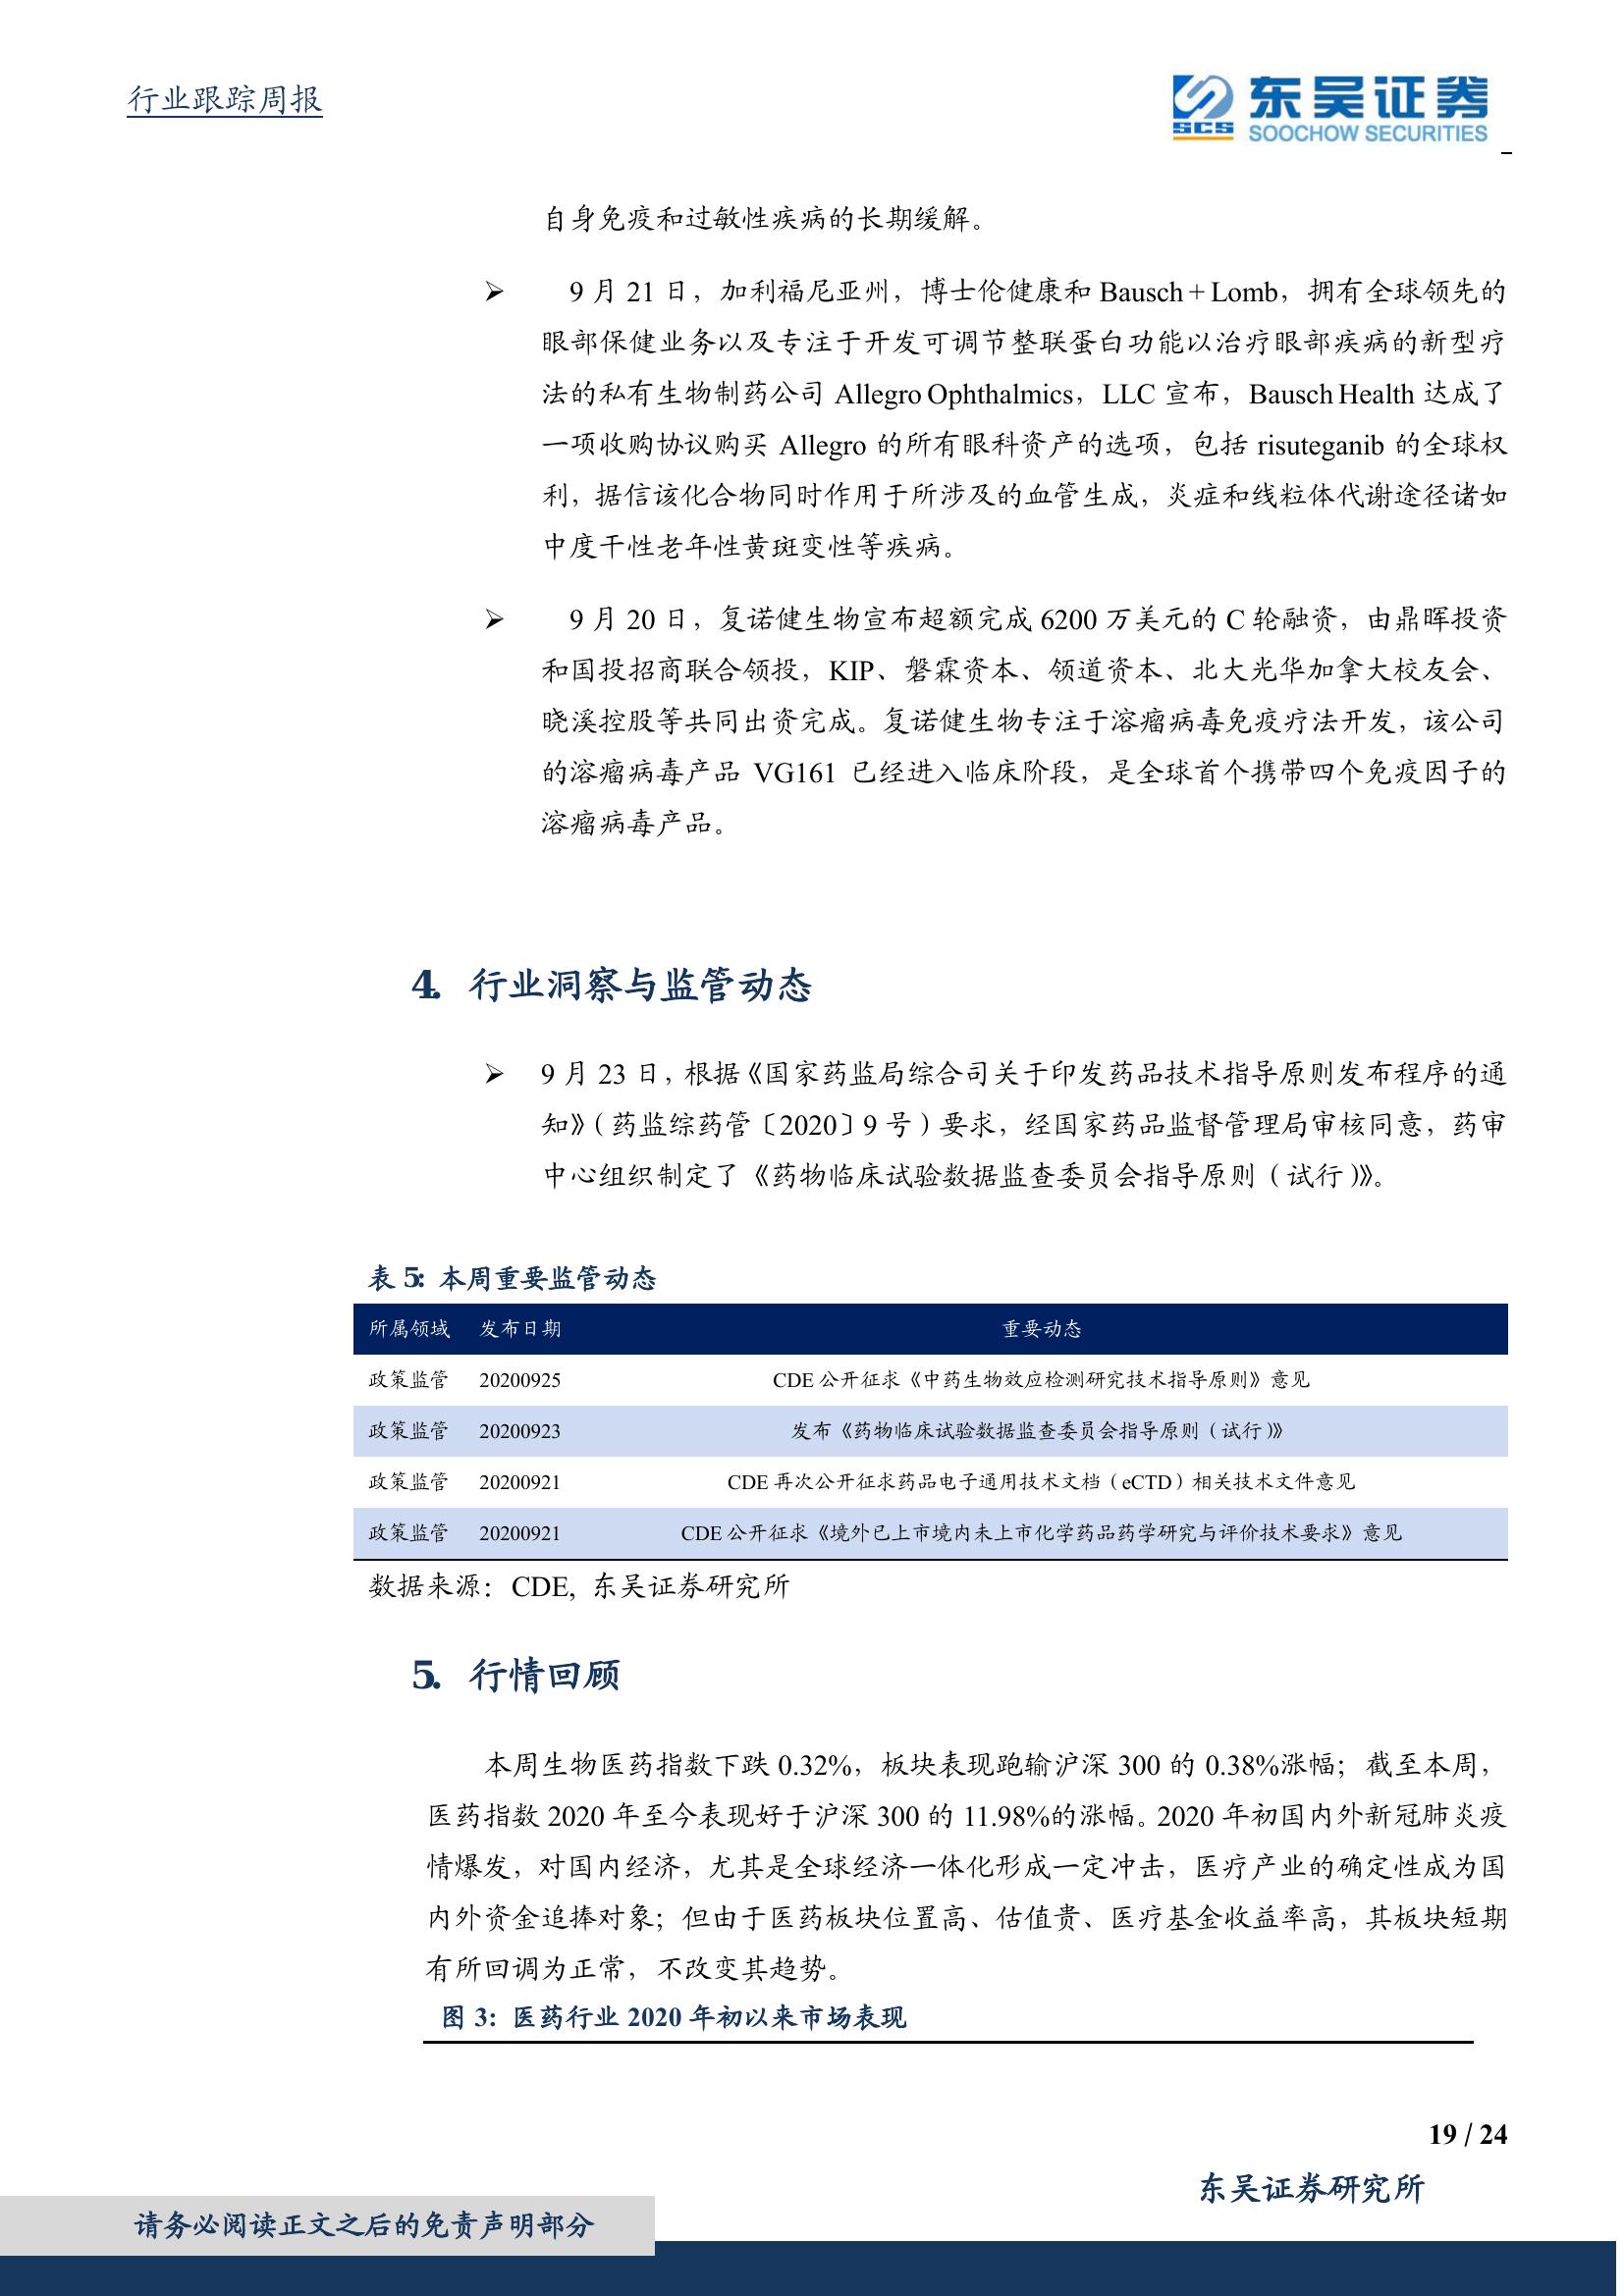 行业跟踪周报
SCS 东吴证券
SOOCHOW SECURITIES
自身免疫和过敏性疾病的长期缓解。
➢ 9 月 21 日，加利福尼亚州，博士伦健康和 Bausch + Lomb，拥有全球领先的
眼部保健业务以及专注于开发可调节整联蛋白功能以治疗眼部疾病的新型疗
法的私有生物制药公司 Allegro Ophthalmics，LLC 宣布，Bausch Health 达成了
一项收购协议购买 Allegro 的所有眼科资产的选项，包括 risuteganib 的全球权
利，据信该化合物同时作用于所涉及的血管生成，炎症和线粒体代谢途径诸如
中度干性老年性黄斑变性等疾病。
➢ 9 月 20 日，复诺健生物宣布超额完成 6200 万美元的 C 轮融资，由鼎晖投资
和国投招商联合领投，KIP、磐霖资本、领道资本、北大光华加拿大校友会、
晓溪控股等共同出资完成。复诺健生物专注于溶瘤病毒免疫疗法开发，该公司
的溶瘤病毒产品 VG161 已经进入临床阶段，是全球首个携带四个免疫因子的
溶瘤病毒产品。
4. 行业洞察与监管动态
➢ 9 月 23 日，根据《国家药监局综合司关于印发药品技术指导原则发布程序的通
知》（药监综药管〔2020〕9 号）要求，经国家药品监督管理局审核同意，药审
中心组织制定了《药物临床试验数据监查委员会指导原则（试行）》。
表 5：本周重要监管动态
所属领域 发布日期 重要动态
政策监管 20200925 CDE 公开征求《中药生物效应检测研究技术指导原则》意见
政策监管 20200923 发布《药物临床试验数据监查委员会指导原则（试行）》
政策监管 20200921 CDE 再次公开征求药品电子通用技术文档（eCTD）相关技术文件意见
政策监管 20200921 CDE 公开征求《境外已上市境内未上市化学药品药学研究与评价技术要求》意见
数据来源：CDE, 东吴证券研究所
5. 行情回顾
本周生物医药指数下跌 0.32%，板块表现跑输沪深 300 的 0.38%涨幅；截至本周，
医药指数 2020 年至今表现好于沪深 300 的 11.98%的涨幅。2020 年初国内外新冠肺炎疫
情爆发，对国内经济，尤其是全球经济一体化形成一定冲击，医疗产业的确定性成为国
内外资金追捧对象；但由于医药板块位置高、估值贵、医疗基金收益率高，其板块短期
有所回调为正常，不改变其趋势。
图 3：医药行业 2020 年初以来市场表现
19 / 24
东吴证券研究所
请务必阅读正文之后的免责声明部分